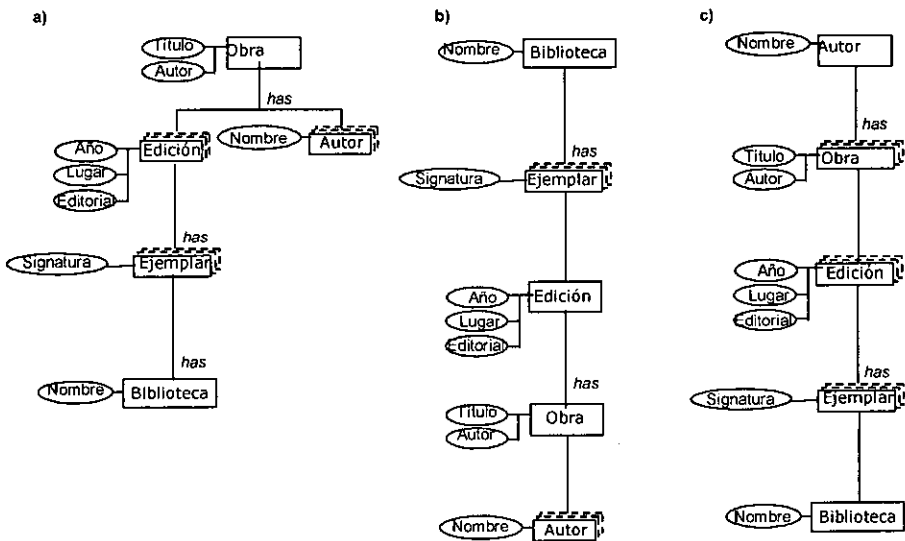 a)
Título
Obra
Autor
has
Año
Edición
Nombre
Autor
Lugar
Editorial
has
Signatura
Ejemplar
has
Nombre
Biblioteca
b)
Nombre
Biblioteca
has
Signatura
Ejemplar
Año
Edición
Lugar
Editorial
has
Título
Obra
Autor
Nombre
Autor
c)
Nombre
Autor
has
Título
Obra
Autor
Año
Edición
Lugar
Editorial
has
Signatura
Ejemplar
Nombre
Biblioteca